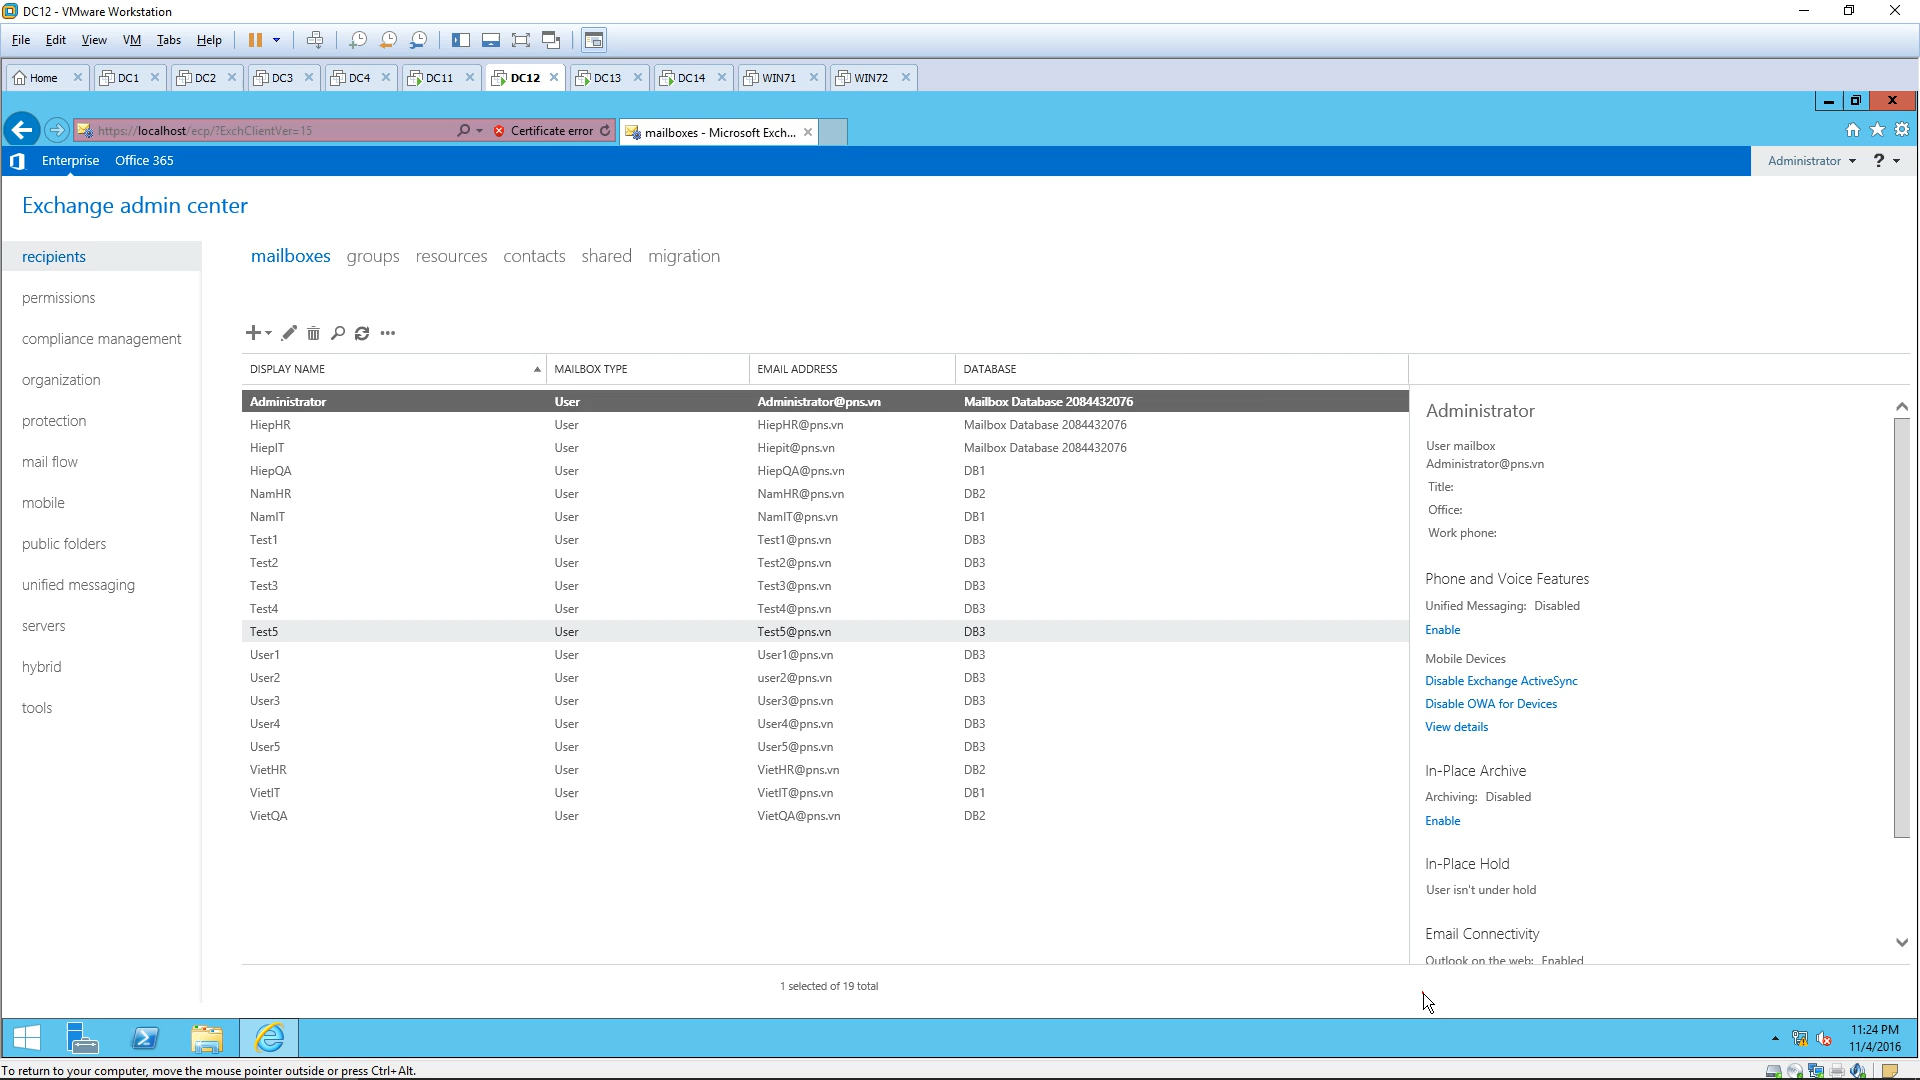 DC12 - VMware Workstation
File Edit View VM Tabs Help
Home DC1 DC2 DC3 DC4 DC11 DC12 DC13 DC14 WIN71 WIN72
https://localhost/ecp/?ExchClientVer=15 Certificate error mailboxes - Microsoft Exch...
Enterprise Office 365 Administrator ?
Exchange admin center
recipients
permissions
compliance management
organization
protection
mail flow
mobile
public folders
unified messaging
servers
hybrid
tools
mailboxes groups resources contacts shared migration
DISPLAY NAME MAILBOX TYPE EMAIL ADDRESS DATABASE
Administrator User Administrator@pns.vn Mailbox Database 2084432076
HiepHR User HiepHR@pns.vn Mailbox Database 2084432076
HiepIT User Hiepit@pns.vn Mailbox Database 2084432076
HiepQA User HiepQA@pns.vn DB1
NamHR User NamHR@pns.vn DB2
NamIT User NamIT@pns.vn DB1
Test1 User Test1@pns.vn DB3
Test2 User Test2@pns.vn DB3
Test3 User Test3@pns.vn DB3
Test4 User Test4@pns.vn DB3
Test5 User Test5@pns.vn DB3
User1 User User1@pns.vn DB3
User2 User user2@pns.vn DB3
User3 User User3@pns.vn DB3
User4 User User4@pns.vn DB3
User5 User User5@pns.vn DB3
VietHR User VietHR@pns.vn DB2
VietIT User VietIT@pns.vn DB1
VietQA User VietQA@pns.vn DB2
1 selected of 19 total
Administrator
User mailbox
Administrator@pns.vn
Title:
Office:
Work phone:
Phone and Voice Features
Unified Messaging: Disabled
Enable
Mobile Devices
Disable Exchange ActiveSync
Disable OWA for Devices
View details
In-Place Archive
Archiving: Disabled
Enable
In-Place Hold
User isn't under hold
Email Connectivity
Outlook on the web: Enabled
11:24 PM
11/4/2016
To return to your computer, move the mouse pointer outside or press Ctrl+Alt.